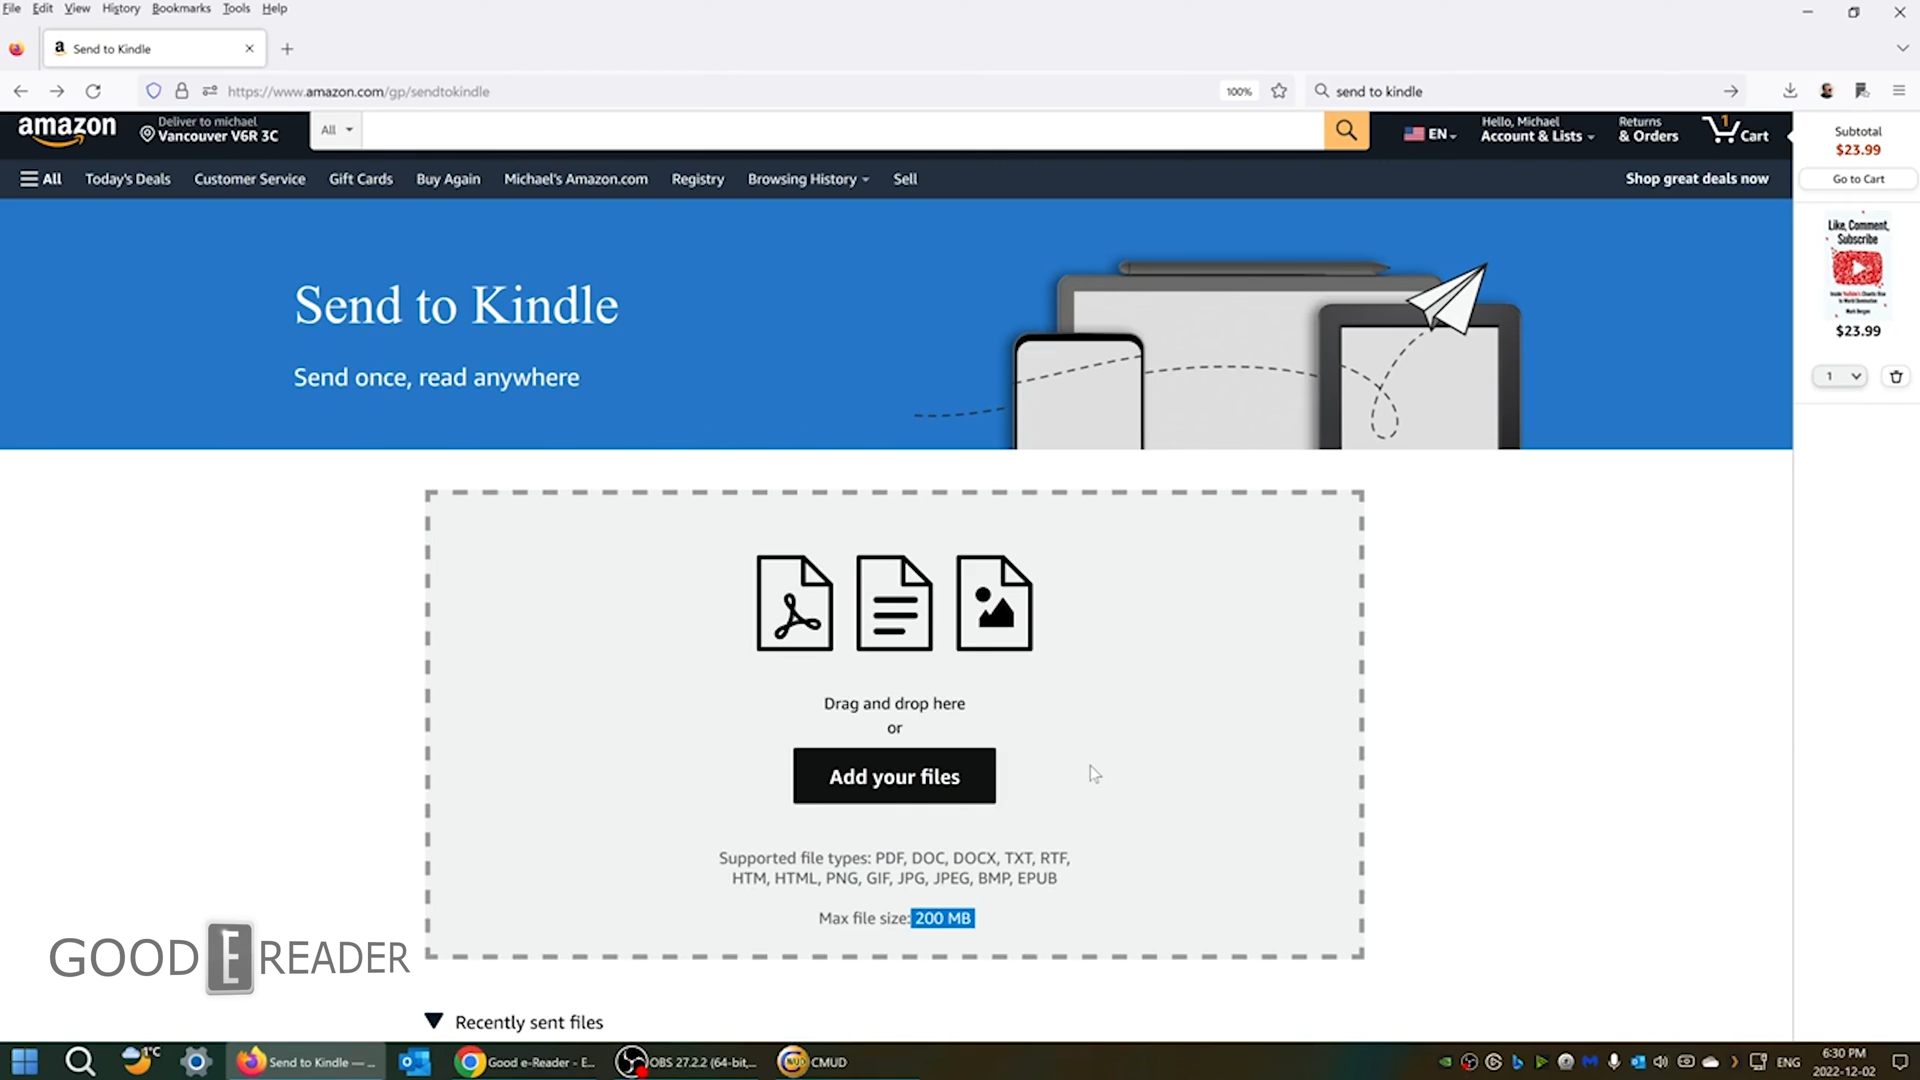 File Edit View History Bookmarks Tools Help
a Send to Kindle
https://www.amazon.com/gp/sendtokindle 100% send to kindle
amazon
Deliver to michael
Vancouver V6R 3C
All
EN
Hello, Michael
Account & Lists
Returns
& Orders
1
Cart
Subtotal
$23.99
Go to Cart
All Today's Deals Customer Service Gift Cards Buy Again Michael's Amazon.com Registry Browsing History Sell Shop great deals now
Like, Comment,
Subscribe
Mark Bergen
$23.99
1
Send to Kindle
Send once, read anywhere
Drag and drop here
or
Add your files
Supported file types: PDF, DOC, DOCX, TXT, RTF,
HTM, HTML, PNG, GIF, JPG, JPEG, BMP, EPUB
Max file size: 200 MB
GOOD E READER
Recently sent files
1°C
Send to Kindle — ...
Good e-Reader - E...
OBS 27.2.2 (64-bit,...
CMUD
ENG
6:30 PM
2022-12-02